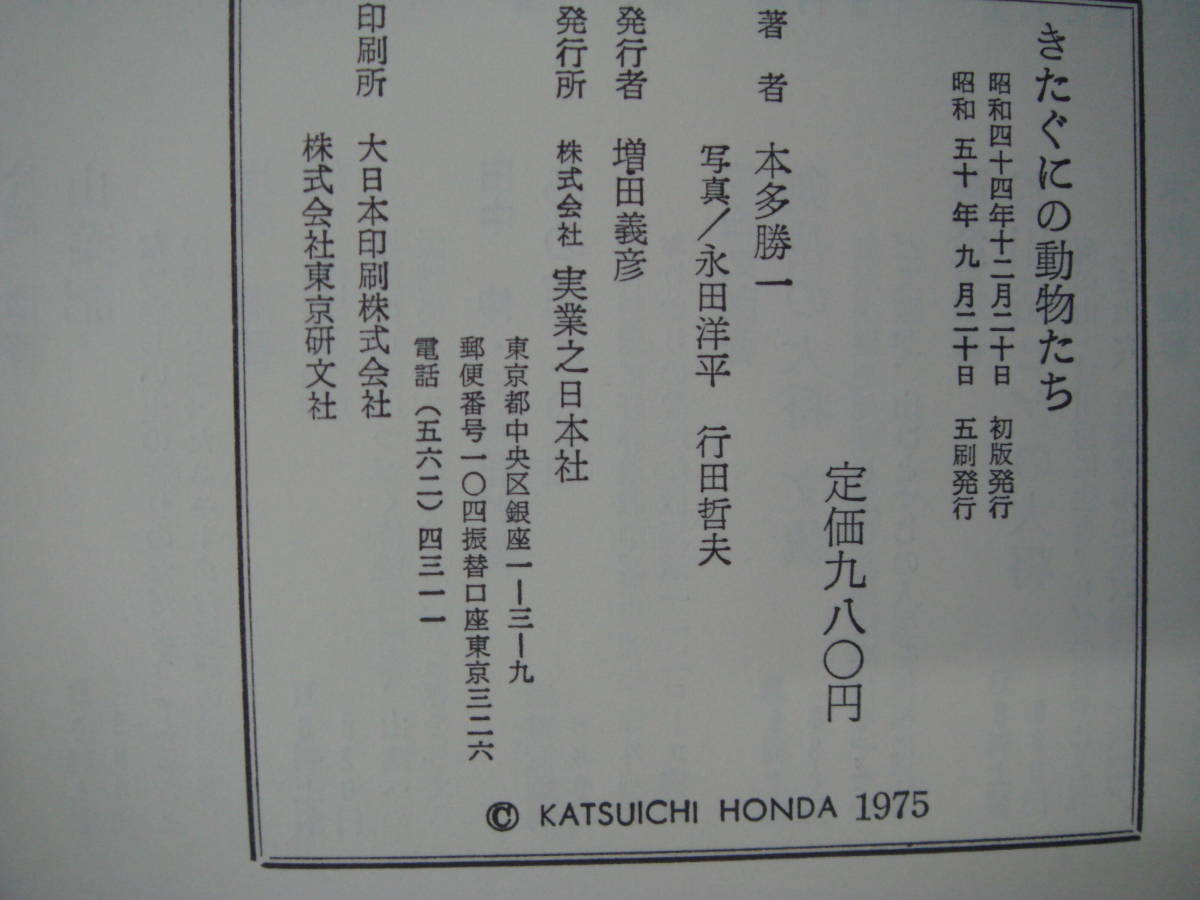 きたぐにの動物たち
昭和四十四年十二月二十日 初版発行
昭和 五十 年 九 月二十日 五刷発行
定価九八〇円
著者 本多勝一
写真/永田洋平 行田哲夫
発行者 増田義彦
発行所 株式会社 実業之日本社
東京都中央区銀座一ー三ー九
郵便番号一〇四振替口座東京三二六
電話(五六二)四三一一
印刷所 大日本印刷株式会社
株式会社東京研文社
© KATSUICHI HONDA 1975